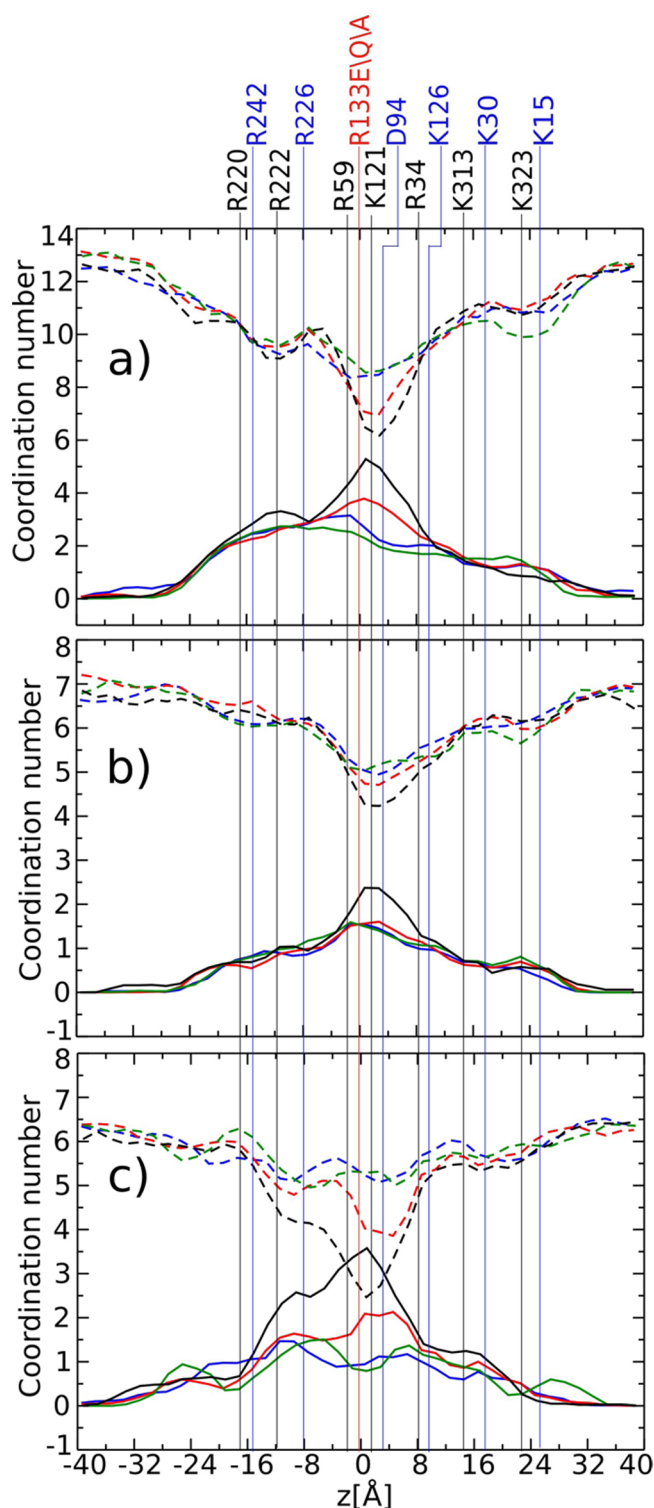 R220
R242
R222
R226
R59
R133E\Q\A
K121
D94
R34
K126
K313
K30
K323
K15
14
12
10
8
6
4
2
0
Coordination number
a)
8
7
6
5
4
3
2
1
0
-1
Coordination number
b)
8
7
6
5
4
3
2
1
0
-1
Coordination number
c)
-40 -32 -24 -16 -8 0 8 16 24 32 40
z[Å]